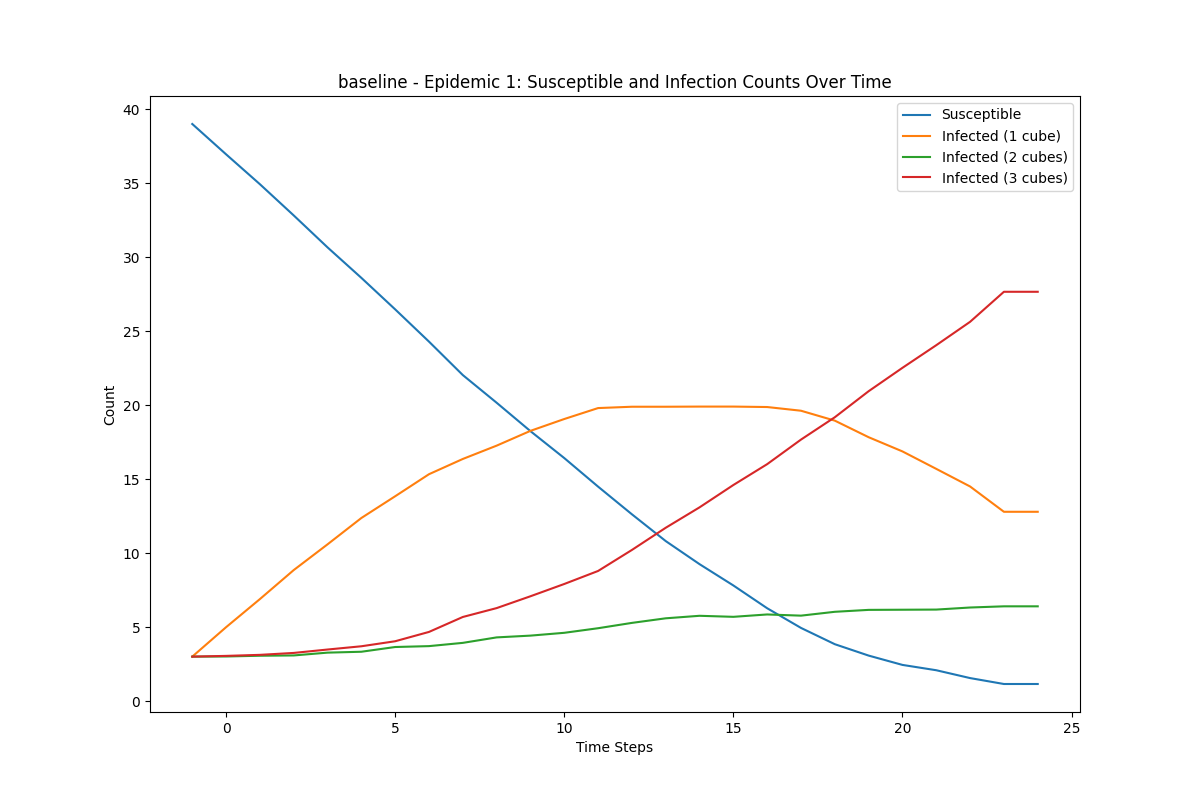 baseline - Epidemic 1: Susceptible and Infection Counts Over Time
Susceptible
Infected (1 cube)
Infected (2 cubes)
Infected (3 cubes)
Count
40
35
30
25
20
15
10
5
0
0 5 10 15 20 25
Time Steps